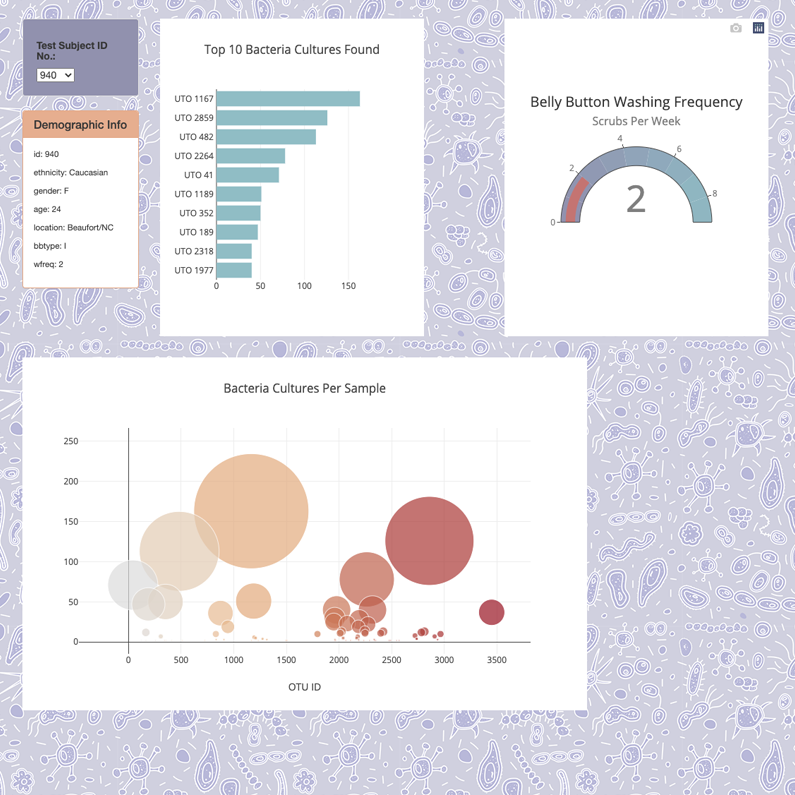 Test Subject ID
No.:
940
Demographic Info
id: 940
ethnicity: Caucasian
gender: F
age: 24
location: Beaufort/NC
bbtype: I
wfreq: 2
Top 10 Bacteria Cultures Found
UTO 1167
UTO 2859
UTO 482
UTO 2264
UTO 41
UTO 1189
UTO 352
UTO 189
UTO 2318
UTO 1977
0 50 100 150
Belly Button Washing Frequency
Scrubs Per Week
0
2
4
6
8
2
Bacteria Cultures Per Sample
250
200
150
100
50
0
0 500 1000 1500 2000 2500 3000 3500
OTU ID